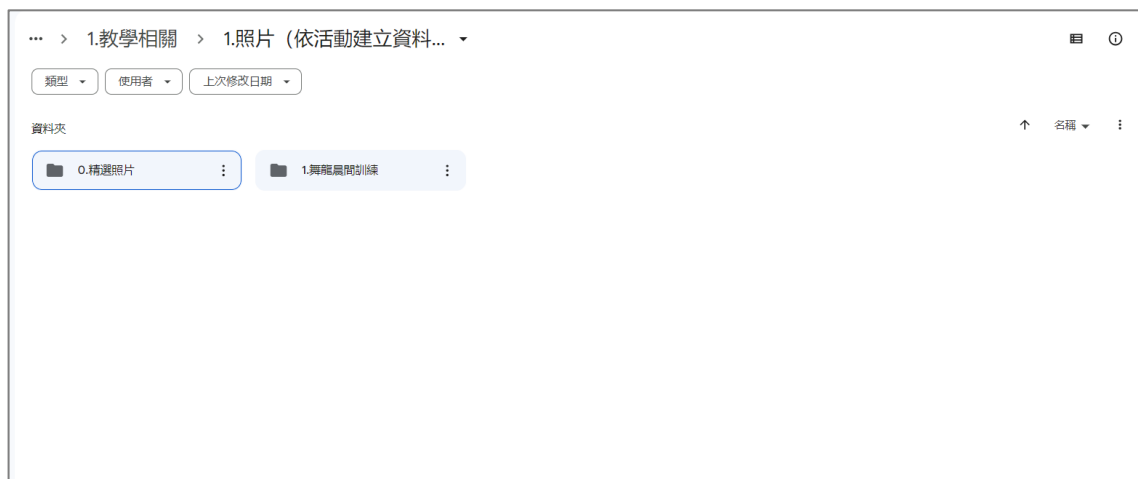 ... > 1.教學相關 > 1.照片（依活動建立資料...
類型 使用者 上次修改日期
資料夾 名稱
0.精選照片 1.舞龍晨間訓練